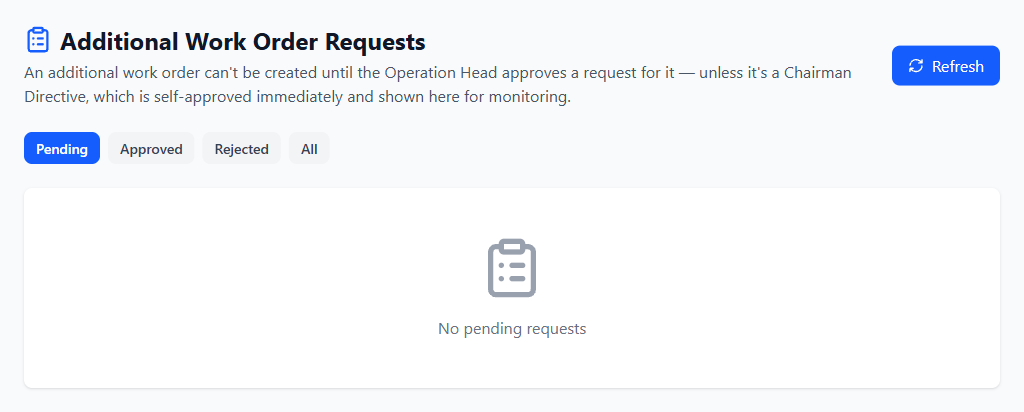 Additional Work Order Requests
An additional work order can't be created until the Operation Head approves a request for it — unless it's a Chairman
Directive, which is self-approved immediately and shown here for monitoring.
Refresh
Pending
Approved
Rejected
All
No pending requests